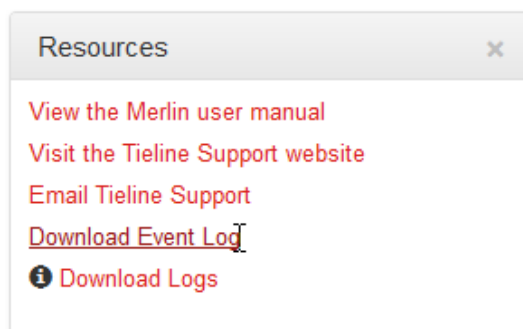 Resources
View the Merlin user manual
Visit the Tieline Support website
Email Tieline Support
Download Event Log
Download Logs